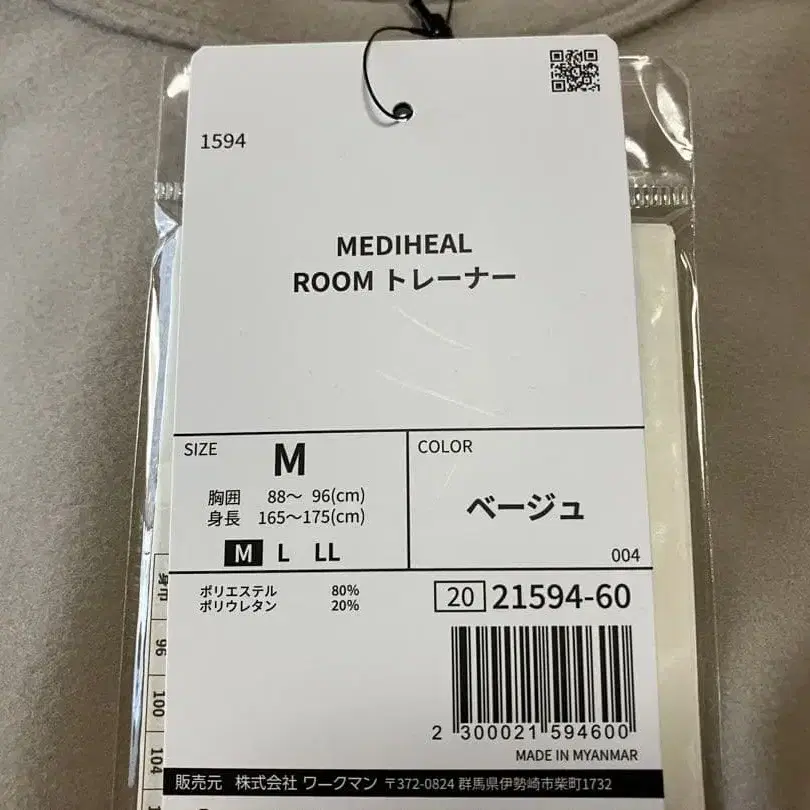 1594
MEDIHEAL
ROOM トレーナー
SIZE
M
胸囲 88～ 96(cm)
身長 165～175(cm)
M L LL
COLOR
ベージュ
004
ポリエステル 80%
ポリウレタン 20%
20 21594-60
2 300021 594600
MADE IN MYANMAR
販売元 株式会社 ワークマン 〒372-0824 群馬県伊勢崎市柴町1732
身巾
96
100
104